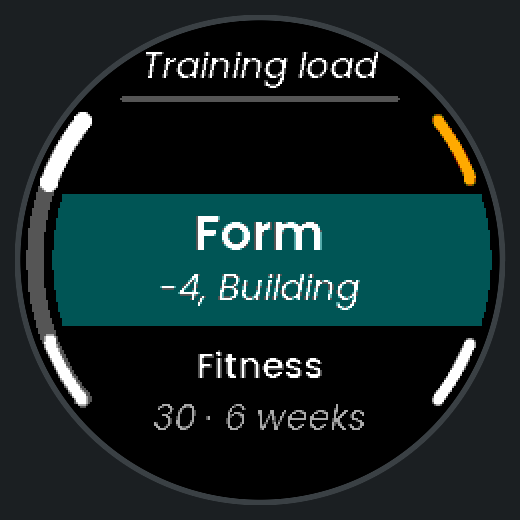 Training load
Form
-4, Building
Fitness
30 · 6 weeks